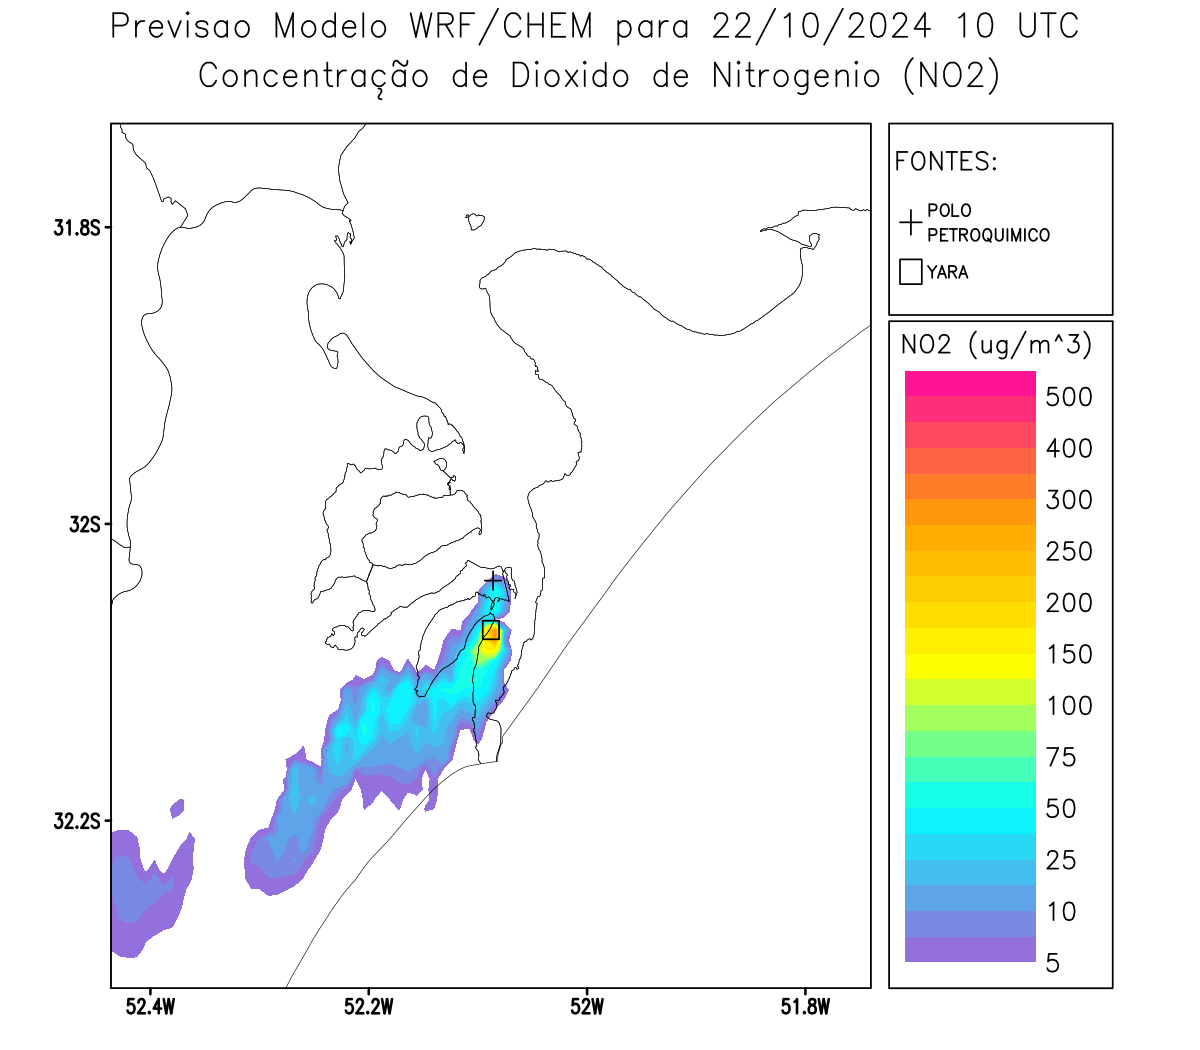 Previsao Modelo WRF/CHEM para 22/10/2024 10 UTC
Concentração de Dioxido de Nitrogenio (NO2)
FONTES:
POLO
PETROQUIMICO
YARA
31.8S
32S
32.2S
52.4W
52.2W
52W
51.8W
NO2 (ug/m^3)
500
400
300
250
200
150
100
75
50
25
10
5